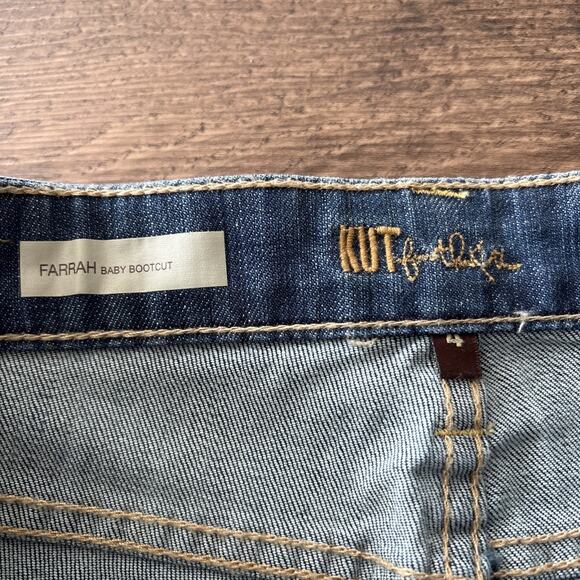 FARRAH BABY BOOTCUT
KUT from the Kloth
4